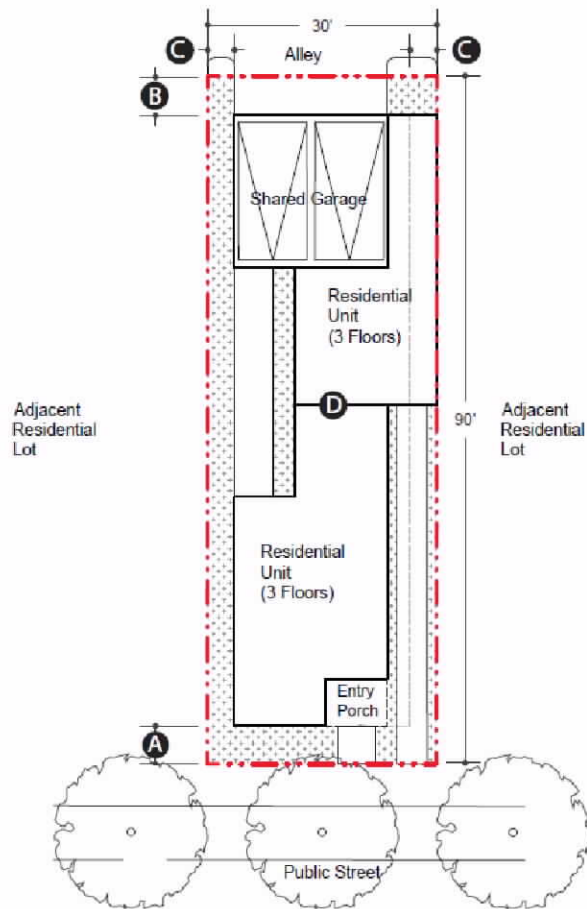 30'
C
Alley
C
B
Shared Garage
Residential
Unit
(3 Floors)
D
Adjacent
Residential
Lot
90'
Adjacent
Residential
Lot
Residential
Unit
(3 Floors)
Entry
Porch
A
Public Street